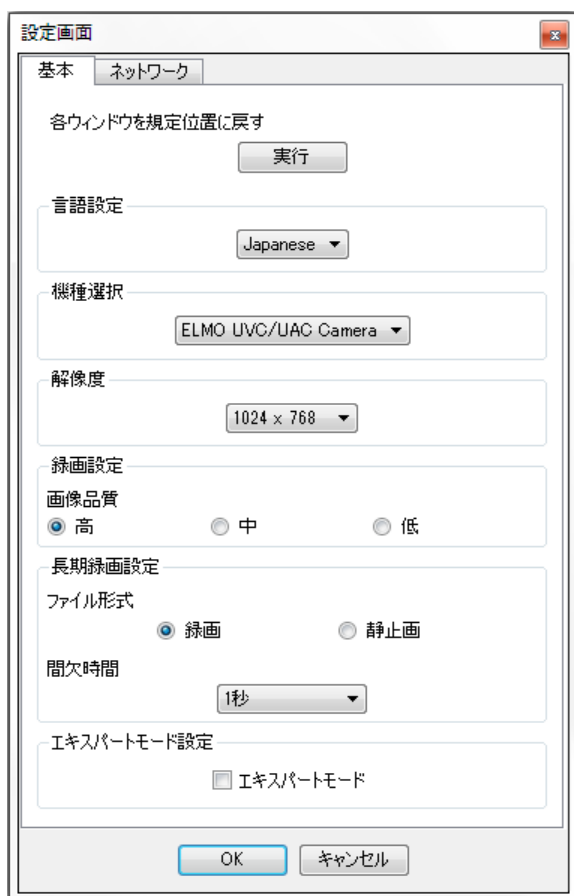 設定画面
基本 ネットワーク
各ウィンドウを規定位置に戻す
実行
言語設定
Japanese
機種選択
ELMO UVC/UAC Camera
解像度
1024 x 768
録画設定
画像品質
高 中 低
長期録画設定
ファイル形式
録画 静止画
間欠時間
1秒
エキスパートモード設定
エキスパートモード
OK キャンセル